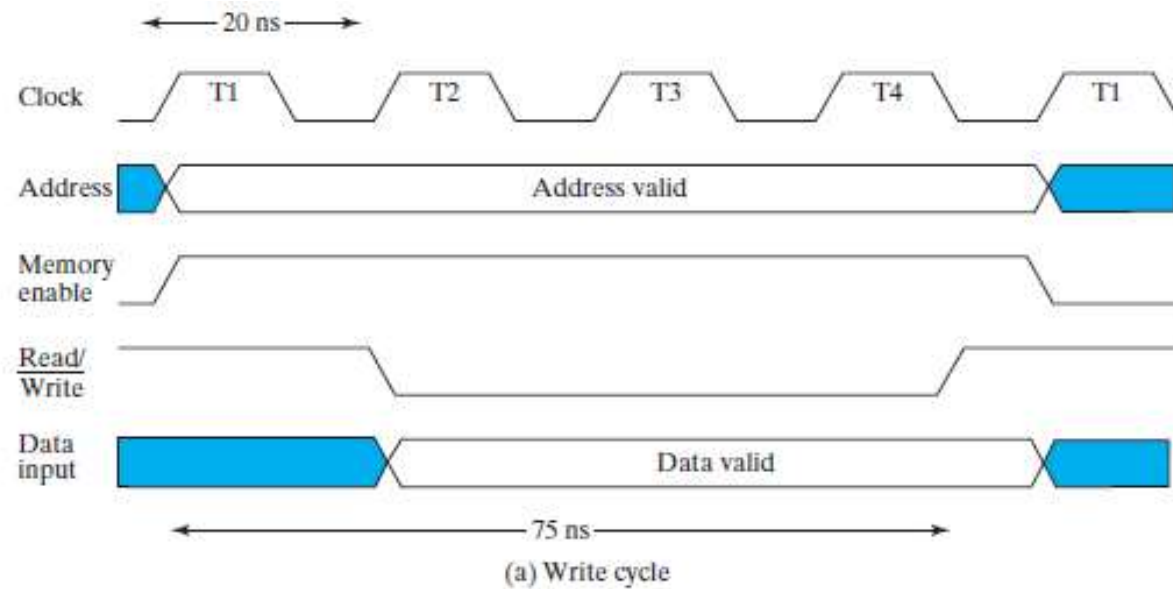 20 ns
Clock T1 T2 T3 T4 T1
Address Address valid
Memory
enable
Read/
Write
Data
input Data valid
75 ns
(a) Write cycle